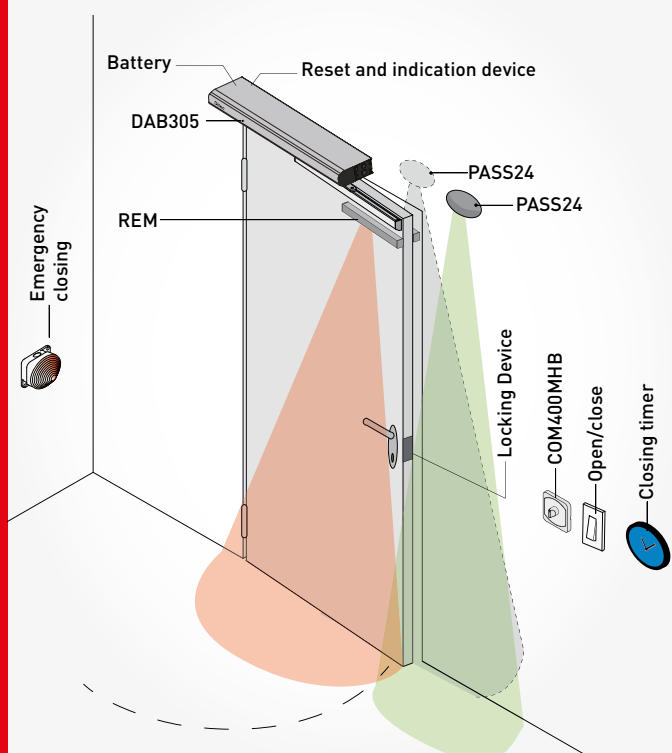 Battery
Reset and indication device
DAB305
PASS24
PASS24
REM
Emergency
closing
Locking Device
COM400MHB
Open/close
Closing timer